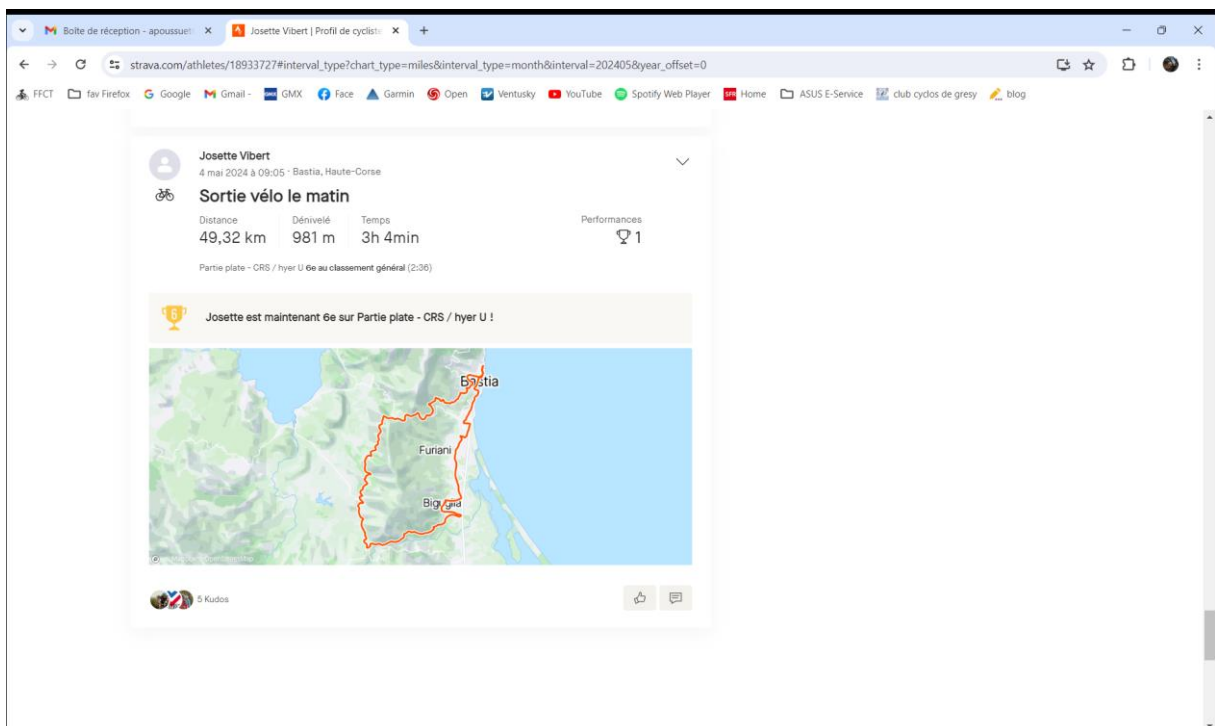 Boîte de réception - apoussuet
Josette Vibert | Profil de cycliste
strava.com/athletes/18933727#interval_type?chart_type=miles&interval_type=month&interval=202405&year_offset=0
FFCT fav Firefox Google Gmail - GMX Face Garmin Open Ventusky YouTube Spotify Web Player SFR Home ASUS E-Service club cyclos de gresy blog
Josette Vibert
4 mai 2024 à 09:05 · Bastia, Haute-Corse
Sortie vélo le matin
Distance Dénivelé Temps Performances
49,32 km 981 m 3h 4min 1
Partie plate - CRS / hyer U 6e au classement général (2:36)
6 Josette est maintenant 6e sur Partie plate - CRS / hyer U !
Bastia
Furiani
Biguglia
5 Kudos